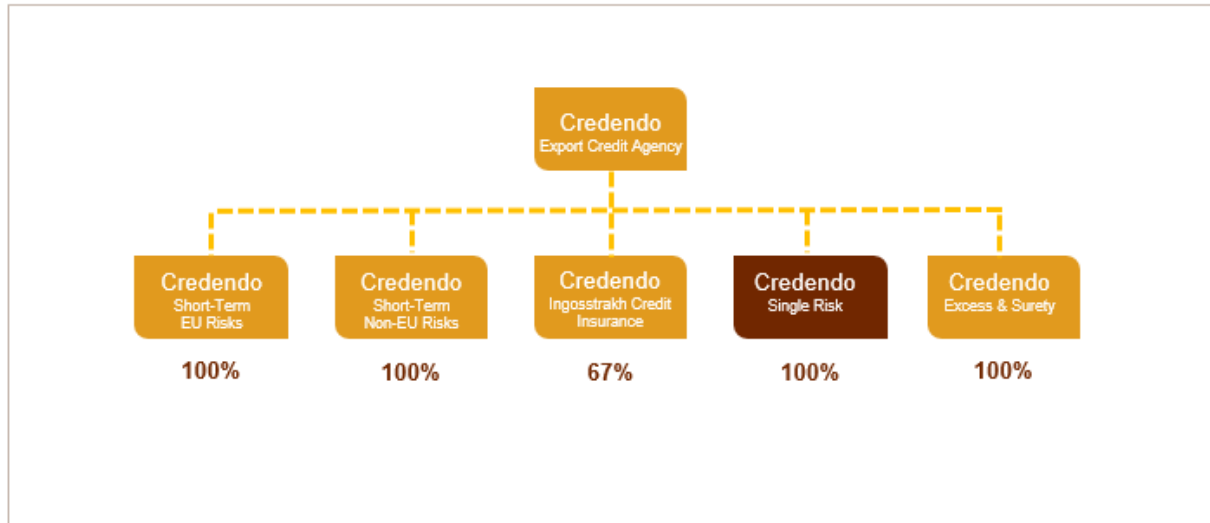 Credendo
Export Credit Agency
Credendo
Short-Term
EU Risks
100%
Credendo
Short-Term
Non-EU Risks
100%
Credendo
Ingosstrakh Credit
Insurance
67%
Credendo
Single Risk
100%
Credendo
Excess & Surety
100%